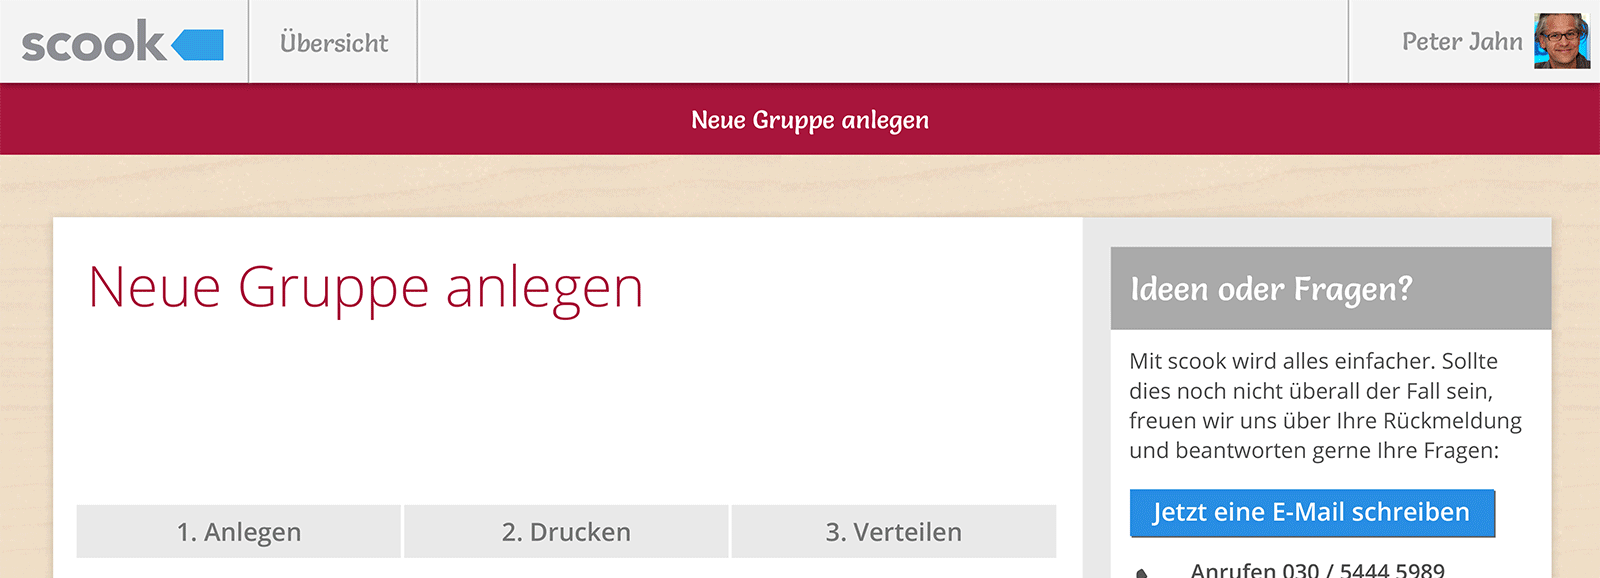 scook
Übersicht
Peter Jahn
Neue Gruppe anlegen
Neue Gruppe anlegen
1. Anlegen
2. Drucken
3. Verteilen
Ideen oder Fragen?
Mit scook wird alles einfacher. Sollte
dies noch nicht überall der Fall sein,
freuen wir uns über Ihre Rückmeldung
und beantworten gerne Ihre Fragen:
Jetzt eine E-Mail schreiben
Anrufen 030 / 5444 5989